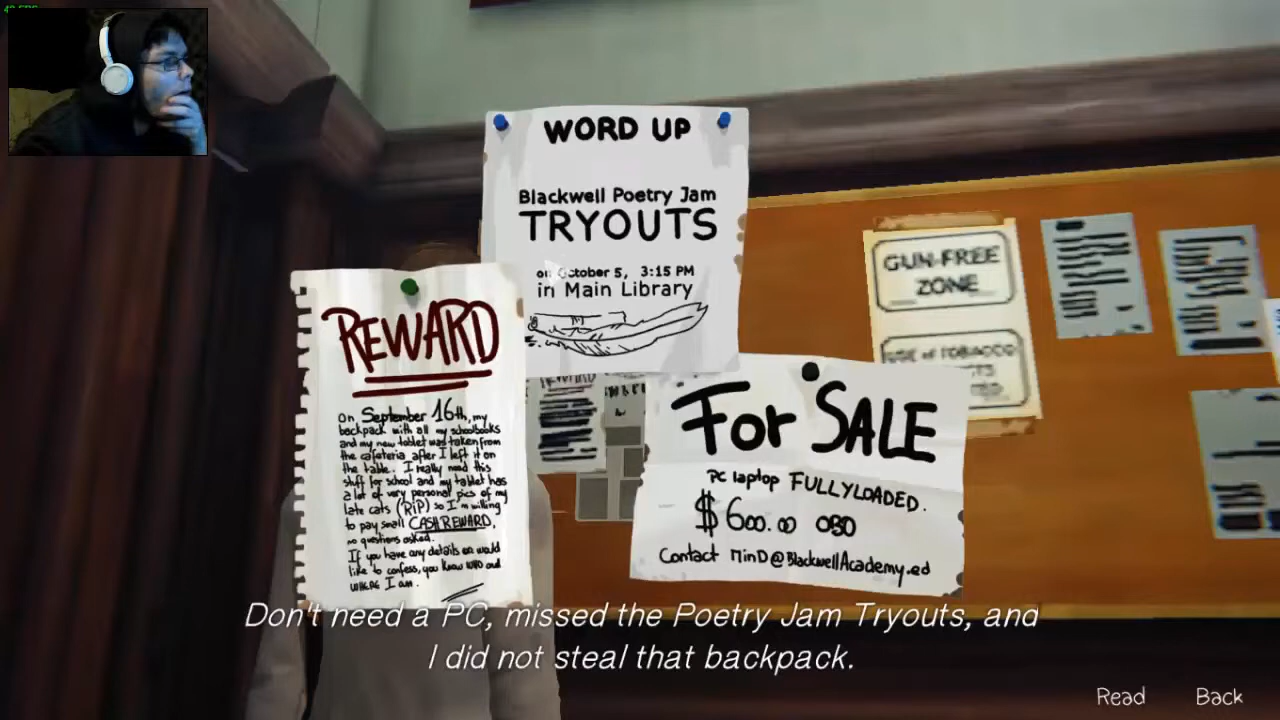 WORD UP
Blackwell Poetry Jam
TRYOUTS
on October 5, 3:15 PM
in Main Library
REWARD
On September 16th, my
backpack with all my schoolbooks
and my new tablet was taken from
the cafeteria after I left it on
the table. I really need this
stuff for school and my tablet has
a lot of very personal pics of my
late cats (RiP) so I'm willing
to pay small CASH REWARD,
no questions asked.
If you have any details or would
like to confess, you know WHO and
WHERE I am.
For SALE
PC laptop FULLY LOADED.
$600.00 OBO
Contact MinD@BlackwellAcademy.ed
GUN-FREE
ZONE
USE of TOBACCO
Don't need a PC, missed the Poetry Jam Tryouts, and
I did not steal that backpack.
Read Back